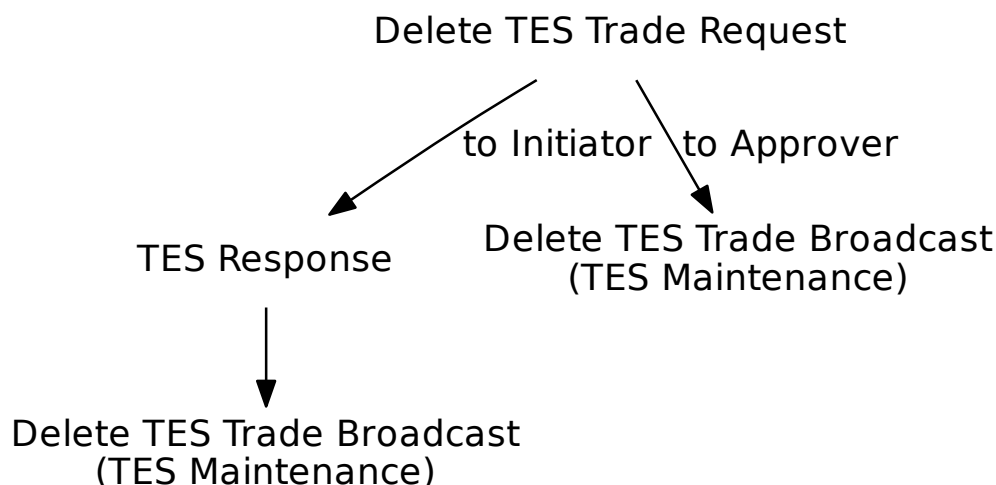 Delete TES Trade Request
to Initiator
to Approver
TES Response
Delete TES Trade Broadcast
(TES Maintenance)
Delete TES Trade Broadcast
(TES Maintenance)